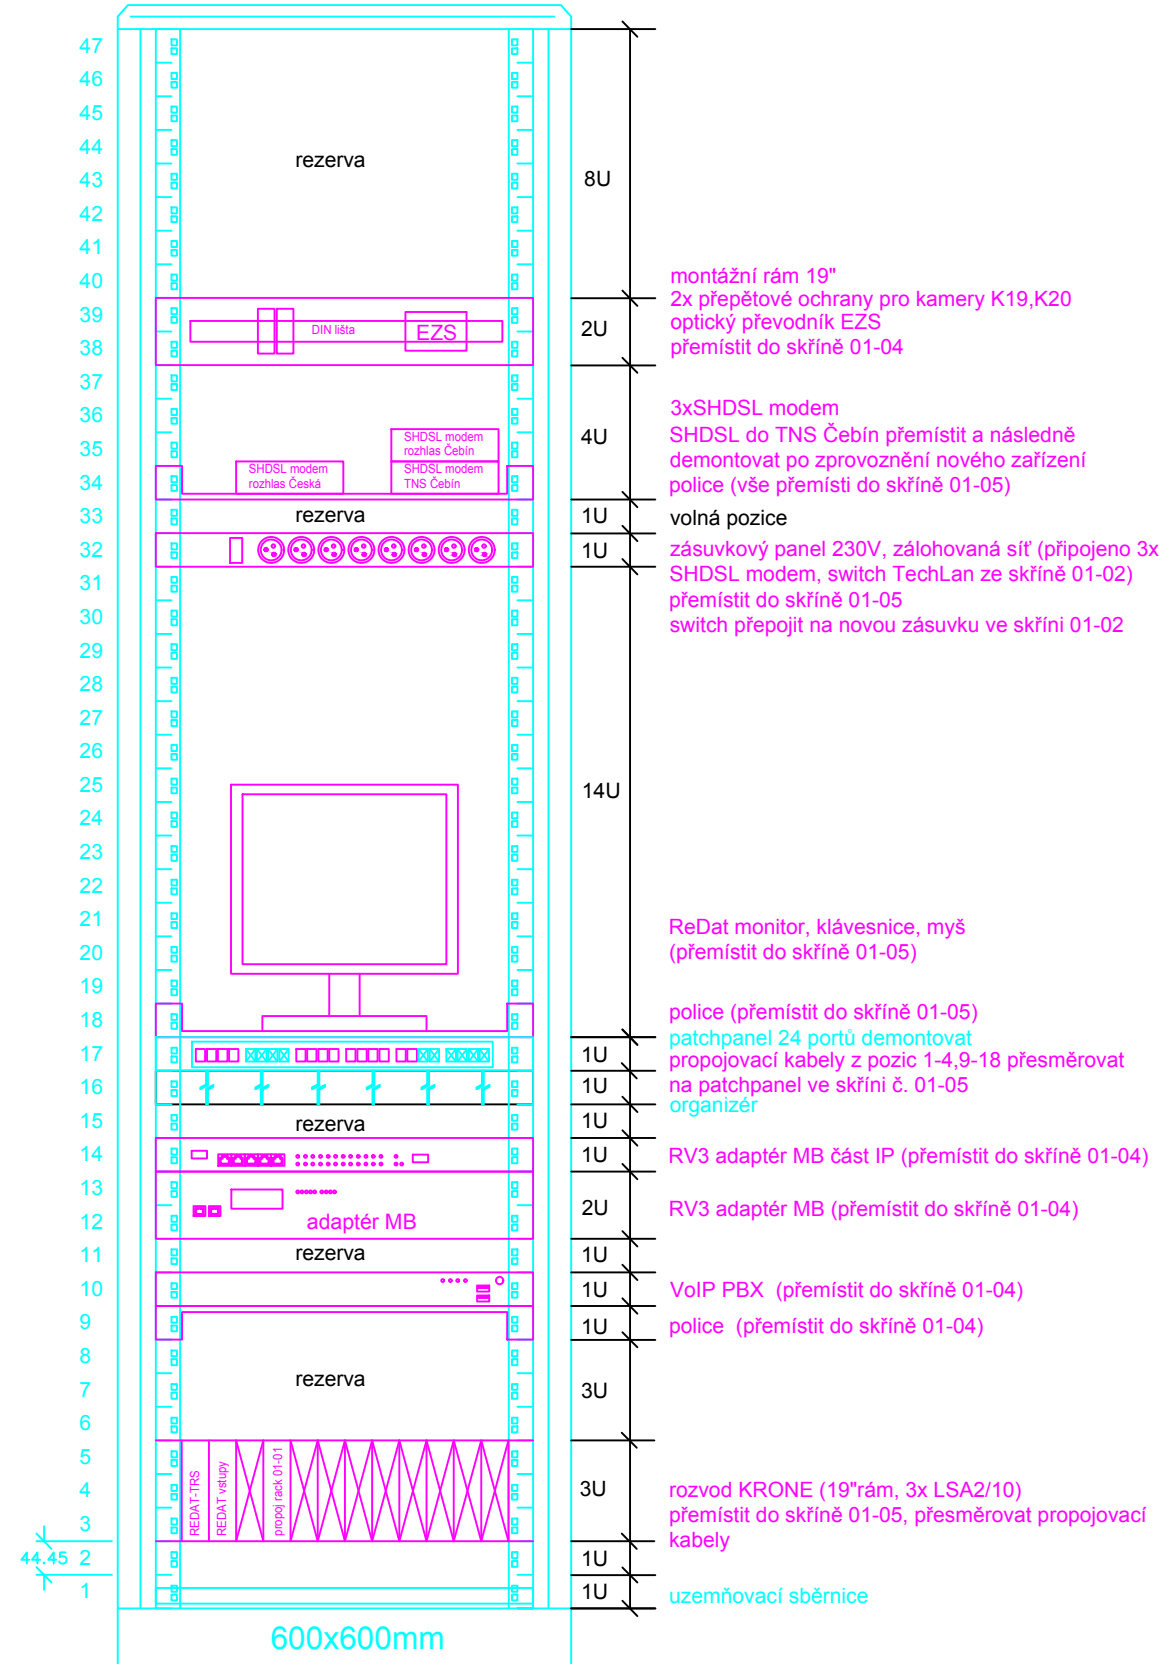 47
46
45
44
rezerva
43
8U
42
41
40
montážní rám 19"
2x přepěťové ochrany pro kamery K19,K20
optický převodník EZS
přemístit do skříně 01-04
39
DIN lišta
EZS
2U
38
37
36
3xSHDSL modem
SHDSL do TNS Čebín přemístit a následně
demontovat po zprovoznění nového zařízení
police (vše přemísti do skříně 01-05)
4U
SHDSL modem
rozhlas Čebín
35
SHDSL modem
rozhlas Česká
SHDSL modem
TNS Čebín
34
33
rezerva
1U
volná pozice
32
1U
zásuvkový panel 230V, zálohovaná síť (připojeno 3x
SHDSL modem, switch TechLan ze skříně 01-02)
přemístit do skříně 01-05
switch přepojit na novou zásuvku ve skříni 01-02
31
30
29
28
27
26
25
14U
24
23
22
21
ReDat monitor, klávesnice, myš
(přemístit do skříně 01-05)
20
19
18
police (přemístit do skříně 01-05)
patchpanel 24 portů demontovat
17
1U
propojovací kabely z pozic 1-4,9-18 přesměrovat
na patchpanel ve skříni č. 01-05
16
1U
organizér
15
rezerva
1U
14
1U
RV3 adaptér MB část IP (přemístit do skříně 01-04)
13
12
adaptér MB
2U
RV3 adaptér MB (přemístit do skříně 01-04)
11
rezerva
1U
10
1U
VoIP PBX (přemístit do skříně 01-04)
9
1U
police (přemístit do skříně 01-04)
8
rezerva
7
3U
6
5
4
3
REDAT-TRS
REDAT vstupy
propoj rack 01-01
3U
rozvod KRONE (19"rám, 3x LSA2/10)
přemístit do skříně 01-05, přesměrovat propojovací
kabely
44.45
2
1U
1
1U
uzemňovací sběrnice
600x600mm